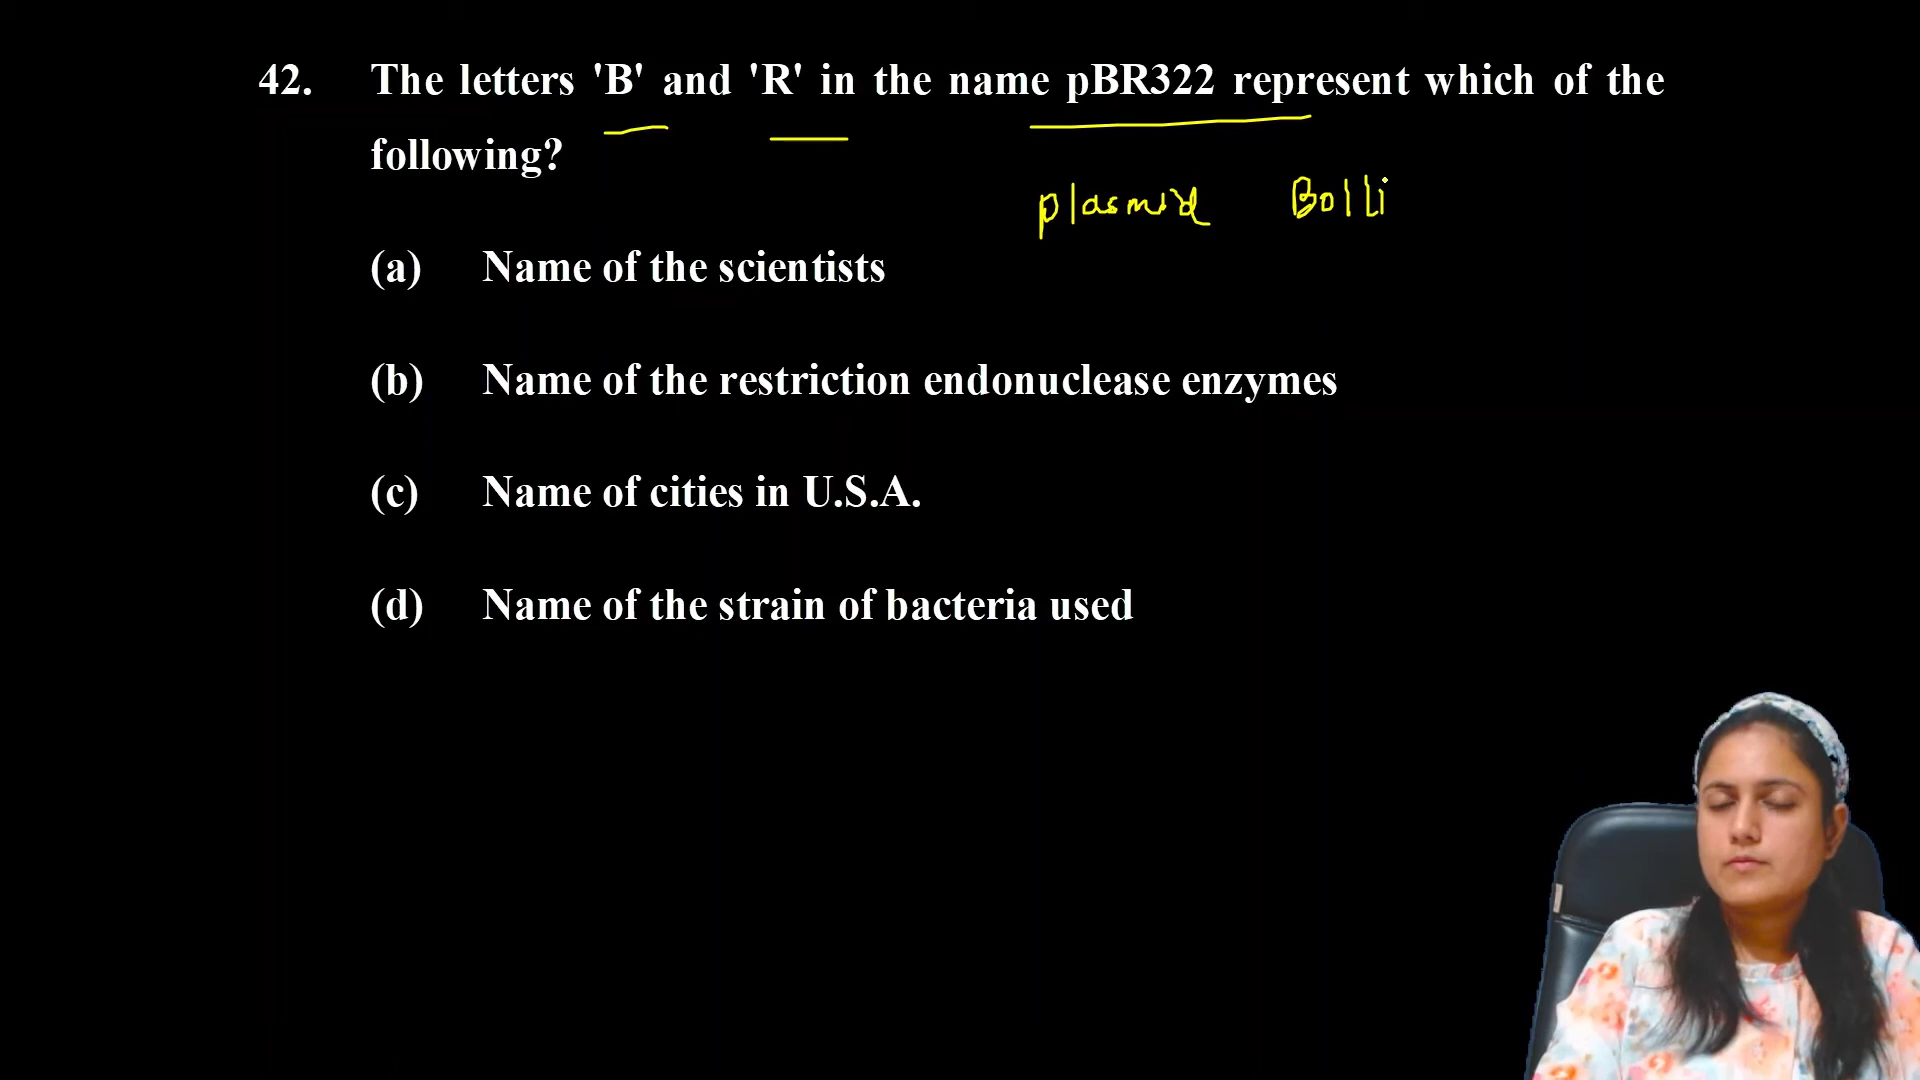 42. The letters 'B' and 'R' in the name pBR322 represent which of the
following?
plasmid Bolli
(a) Name of the scientists
(b) Name of the restriction endonuclease enzymes
(c) Name of cities in U.S.A.
(d) Name of the strain of bacteria used